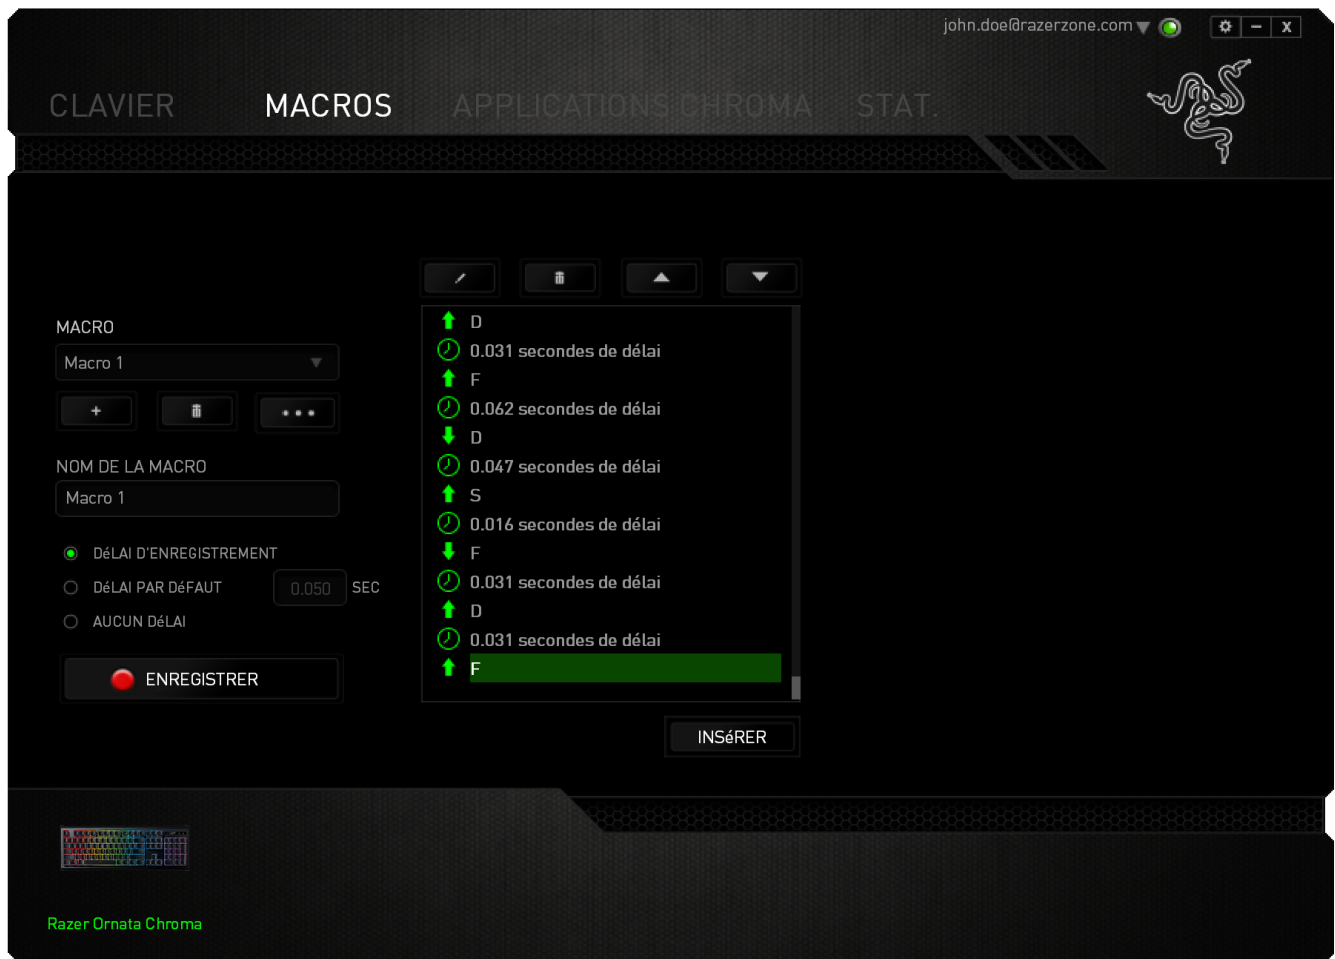 john.doe@razerzone.com
CLAVIER MACROS APPLICATIONS CHROMA STAT.
MACRO
Macro 1
NOM DE LA MACRO
Macro 1
DéLAI D'ENREGISTREMENT
DéLAI PAR DéFAUT 0.050 SEC
AUCUN DéLAI
ENREGISTRER
D
0.031 secondes de délai
F
0.062 secondes de délai
D
0.047 secondes de délai
S
0.016 secondes de délai
F
0.031 secondes de délai
D
0.031 secondes de délai
F
INSéRER
Razer Ornata Chroma